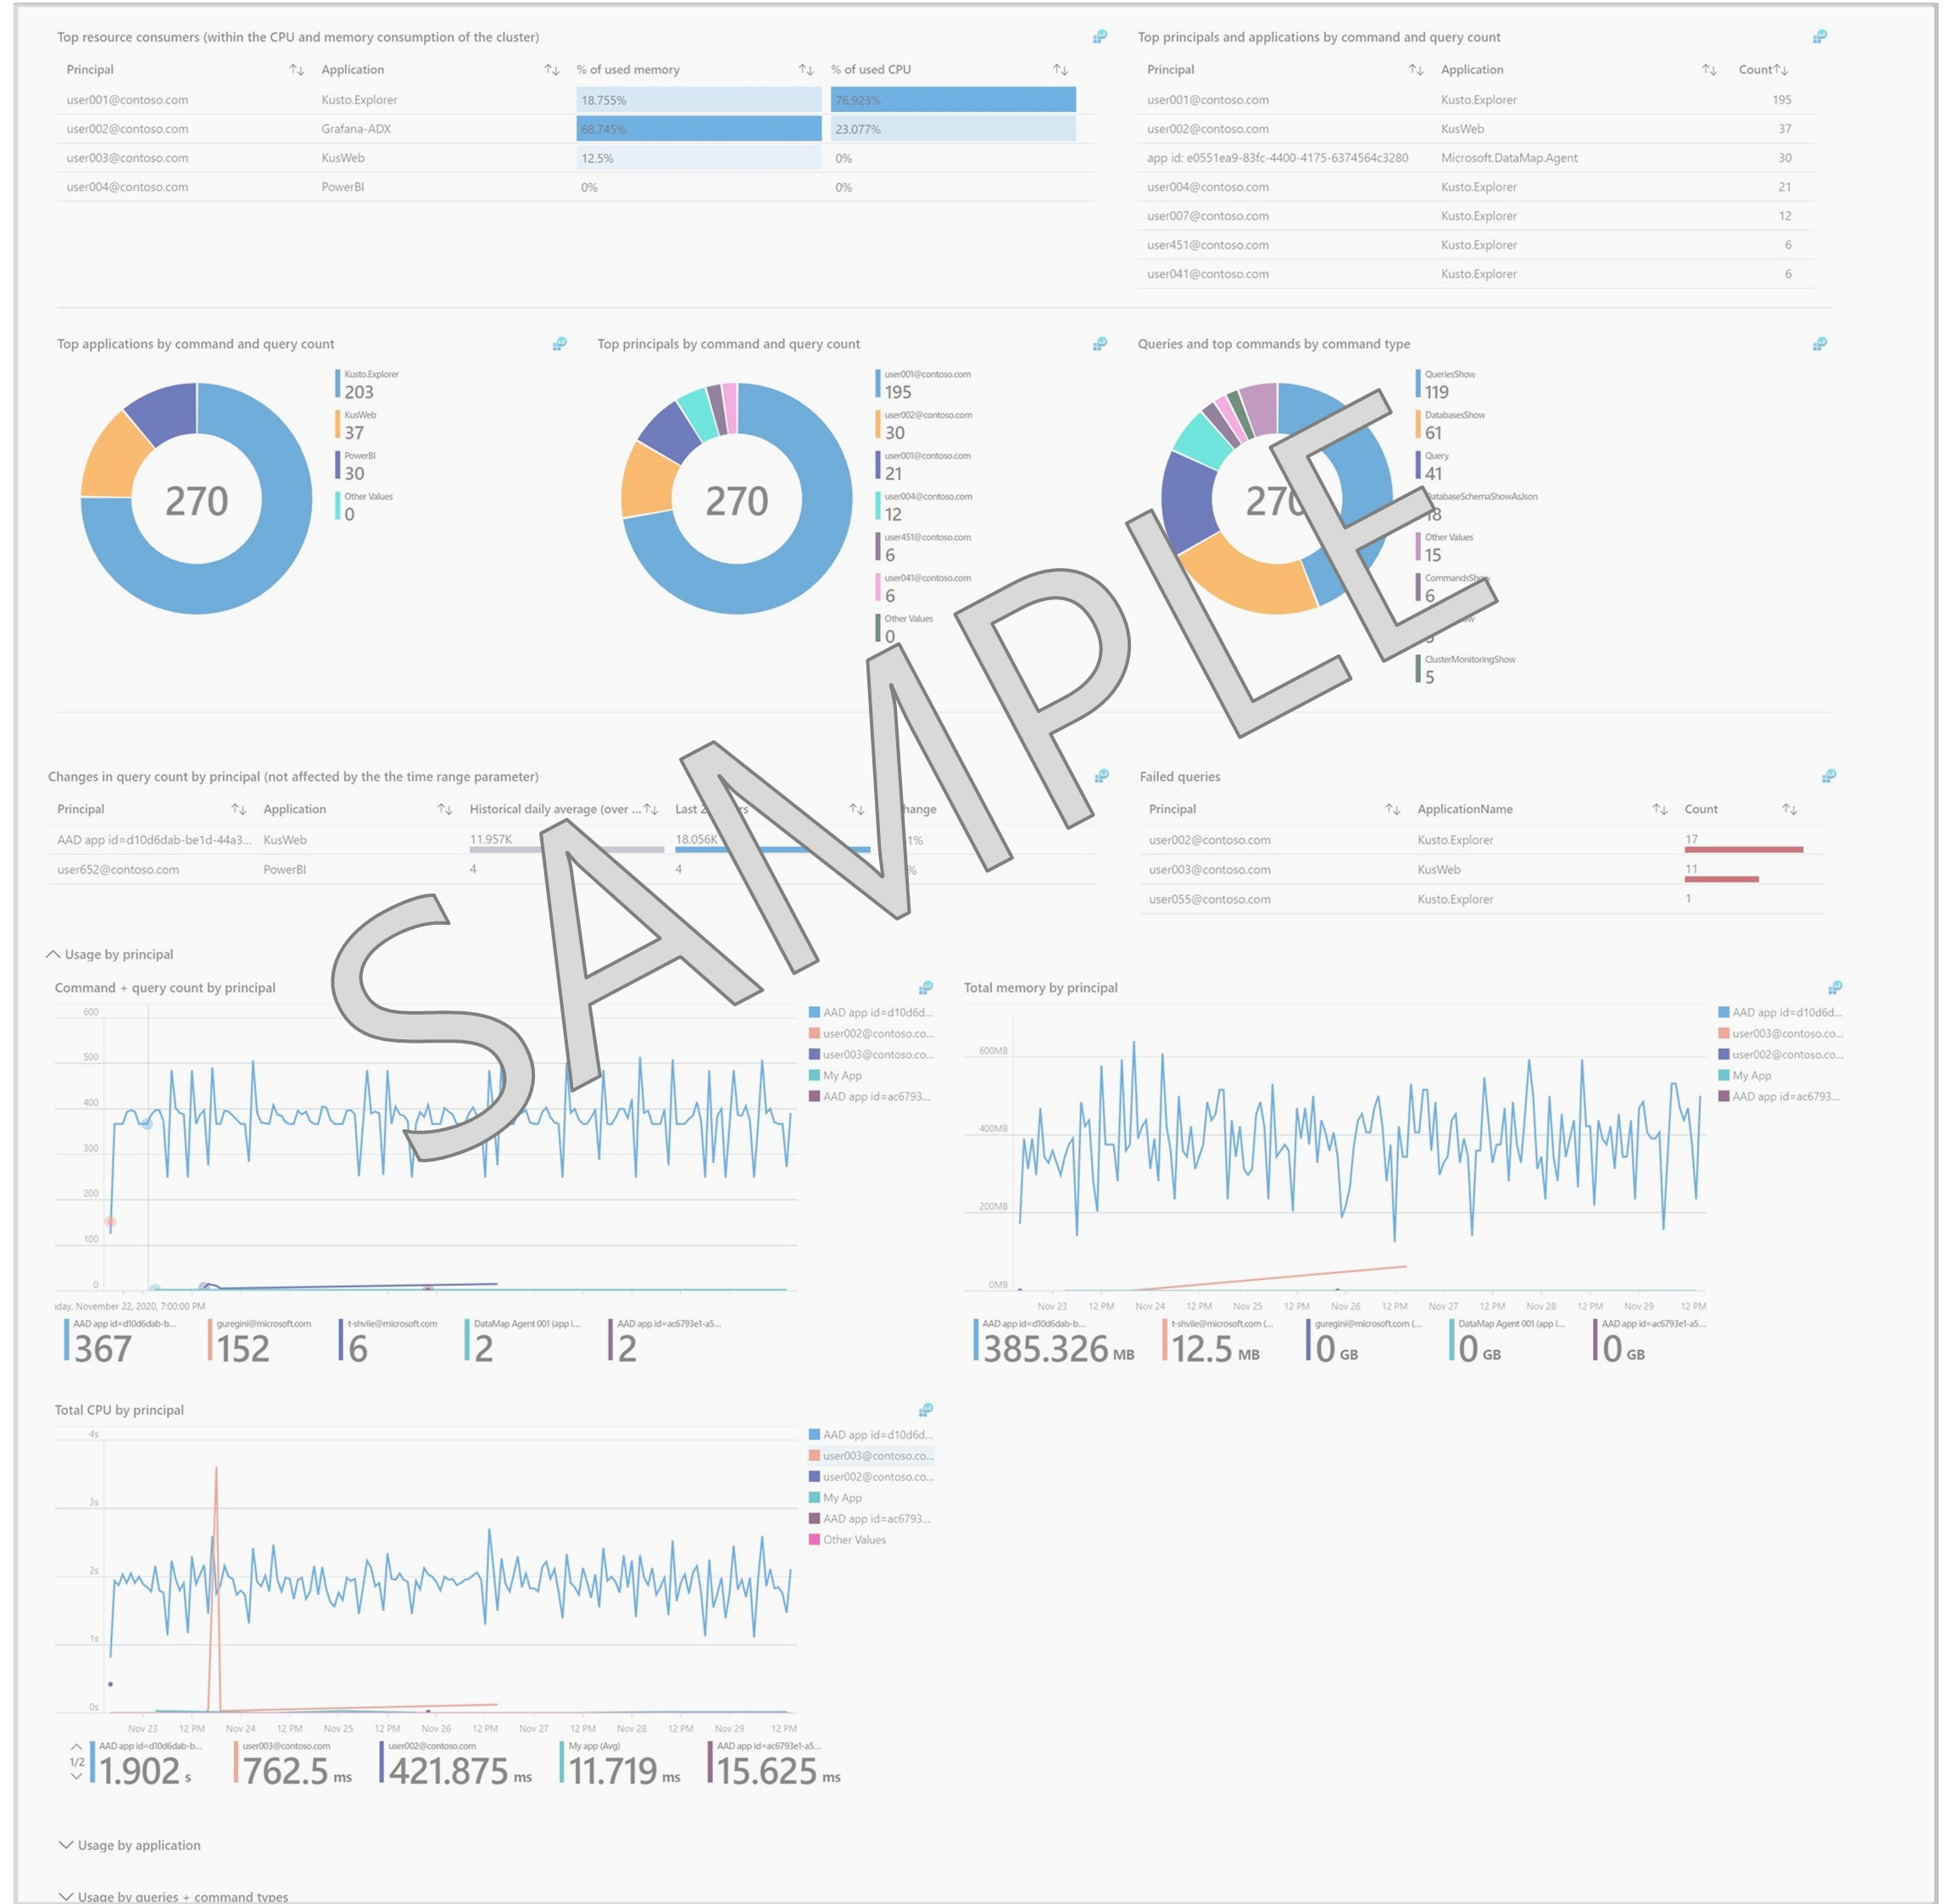 Top resource consumers (within the CPU and memory consumption of the cluster)
Principal Application % of used memory % of used CPU
user001@contoso.com Kusto.Explorer 18.755% 76.923%
user002@contoso.com Grafana-ADX 68.745% 23.077%
user003@contoso.com KusWeb 12.5% 0%
user004@contoso.com PowerBI 0% 0%
Top principals and applications by command and query count
Principal Application Count
user001@contoso.com Kusto.Explorer 195
user002@contoso.com KusWeb 37
app id: e0551ea9-83fc-4400-4175-6374564c3280 Microsoft.DataMap.Agent 30
user004@contoso.com Kusto.Explorer 21
user007@contoso.com Kusto.Explorer 12
user451@contoso.com Kusto.Explorer 6
user041@contoso.com Kusto.Explorer 6
Top applications by command and query count
270
Kusto.Explorer
203
KusWeb
37
PowerBI
30
Other Values
0
Top principals by command and query count
270
user001@contoso.com
195
user002@contoso.com
30
user001@contoso.com
21
user004@contoso.com
12
user451@contoso.com
6
user041@contoso.com
6
Other Values
0
Queries and top commands by command type
270
QueriesShow
119
DatabasesShow
61
Query
41
DatabaseSchemaShowAsJson
18
Other Values
15
CommandsShow
6
ClusterMonitoringShow
5
SAMPLE
Changes in query count by principal (not affected by the the time range parameter)
Principal Application Historical daily average (over ... Last
AAD app id=d10d6dab-be1d-44a3... KusWeb 11.957K 18.056K
user652@contoso.com PowerBI 4 4
Failed queries
Principal ApplicationName Count
user002@contoso.com Kusto.Explorer 17
user003@contoso.com KusWeb 11
user055@contoso.com Kusto.Explorer 1
Usage by principal
Command + query count by principal
600
500
400
300
200
100
0
AAD app id=d10d6d...
user002@contoso.co...
user003@contoso.co...
My App
AAD app id=ac6793...
day, November 22, 2020, 7:00:00 PM
AAD app id=d10d6dab-b... guregini@microsoft.com t-shvile@microsoft.com DataMap Agent 001 (app i... AAD app id=ac6793e1-a5...
367 152 6 2 2
Total memory by principal
600MB
400MB
200MB
0MB
AAD app id=d10d6d...
user003@contoso.co...
user002@contoso.co...
My App
AAD app id=ac6793...
Nov 23 12 PM Nov 24 12 PM Nov 25 12 PM Nov 26 12 PM Nov 27 12 PM Nov 28 12 PM Nov 29 12 PM
AAD app id=d10d6dab-b... t-shvile@microsoft.com (... guregini@microsoft.com (... DataMap Agent 001 (app i... AAD app id=ac6793e1-a5...
385.326 MB 12.5 MB 0 GB 0 GB 0 GB
Total CPU by principal
4s
3s
2s
1s
0s
AAD app id=d10d6d...
user003@contoso.co...
user002@contoso.co...
My App
AAD app id=ac6793...
Other Values
Nov 23 12 PM Nov 24 12 PM Nov 25 12 PM Nov 26 12 PM Nov 27 12 PM Nov 28 12 PM Nov 29 12 PM
1/2
AAD app id=d10d6dab-b... user003@contoso.com user002@contoso.com My app (Avg) AAD app id=ac6793e1-a5...
1.902 s 762.5 ms 421.875 ms 11.719 ms 15.625 ms
Usage by application
Usage by queries + command types